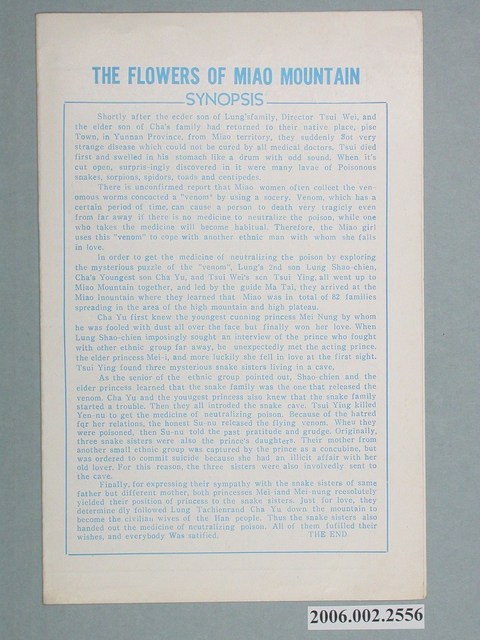 THE FLOWERS OF MIAO MOUNTAIN
SYNOPSIS
Shortly after the ecder son of Lung'sfamily, Director Tsui Wei, and
the elder son of Cha's family had returned to their native place, pise
Town, in Yunnan Province, from Miao territory, they suddenly Bot very
strange disease which could not be cured by all medical doctors. Tsui died
first and swelled in his stomach like a drum with odd sound. When it's
cut open, surpris-ingly discovered in it were many lavae of Poisonous
snakes, sorpions, spidors, toads and centipedes.
There is unconfirmed report that Miao women often collect the ven-
omous worms concocted a "venom" by using a socery. Venom, which has a
certain period of time, can cause a person to death very tragicly even
from far away if there is no medicine to neutralise the poison, while one
who takes the medicine will become habitual. Therefore, the Miao girl
uses this "venom" to cope with another ethnic man with whom she falls
in love.
In order to get the medicine of neutralizing the poison by exploring
the mysterious puzzle of the "venom", Lung's 2nd son Lung Shao-chien,
Cha's Youngest son Cha Yu, and Tsui Wei's scn Tsui Ying, all went up to
Miao Mountain together, and led by the guide Ma Tai, they arrived at the
Miao Inountain where they learned that Miao was in total of 82 families
spreading in the area of the high mountain and high plateau.
Cha Yu first knew the youngest cunning princess Mei Nung by whom
he was fooled with dust all over the face but finally won her love. When
Lung Shao-chien imposingly sought an interview of the prince who fought
with other ethnic group far away, he unexpectedly met the acting prince.
the elder princess Mei-i, and more luckily she fell in love at the first sight.
Tsui Ying found three mysterious snake sisters living in a cave,
As the senior of the ethnic group pointed out, Shao-chien and the
elder princess learned that the snake family was the one that released the
venom. Cha Yu and the youngest princess also knew that the snake family
started a trouble. Then they all introded the snake cave. Tsui Ying killed
Yen-nu to get the medicine of neutralizing poison. Because of the hatred
fqr her relations, the honest Su-nu released the flying venom. When they
were poisoned, then Su-nu told the past pratitude and grudge. Originally,
three snake sisters were also the prince's daughters. Their mother from
another small ethnic group was captured by the prince as a concubine, but
was ordered to commit suicide because she had an illicit affair with her
old lover. For this reason, the three sisters were also involvedly sent to
the cave.
Finally, for expressing their sympathy with the snake sisters of same
father but different mother, both princesses Mei iand Mei nung reesolutely
yielded their position of princess to the snake sisters. Just for love, they
determine dly followed Lung Tachienrand Cha Yu down the mountain to
become the civilian wives of the Han people. Thus the snake sisters also
handed out the medicine of neutralizing poison. All of them fulfilled their
wishes, and everybody Was satified. THE END
2006.002.2556